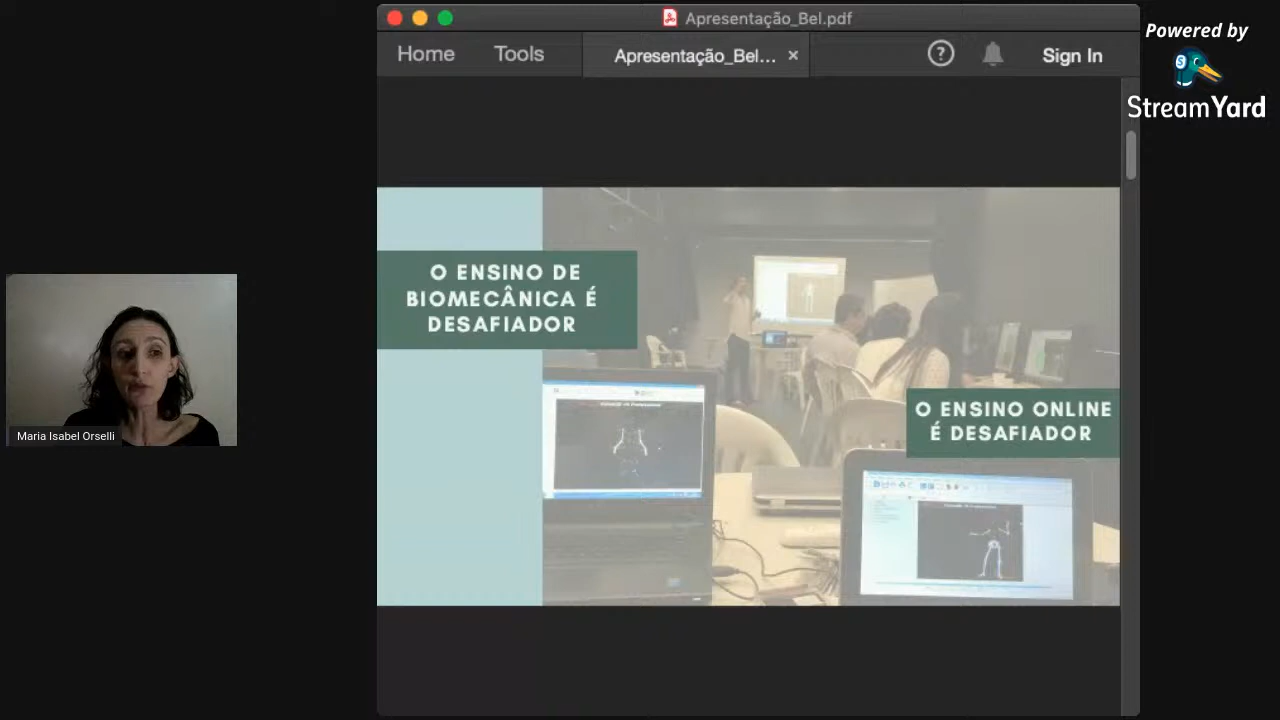 Apresentação_Bel.pdf
Home
Tools
Apresentação_Bel...
Sign In
Powered by
StreamYard
O ENSINO DE
BIOMECÂNICA É
DESAFIADOR
O ENSINO ONLINE
É DESAFIADOR
Maria Isabel Orselli